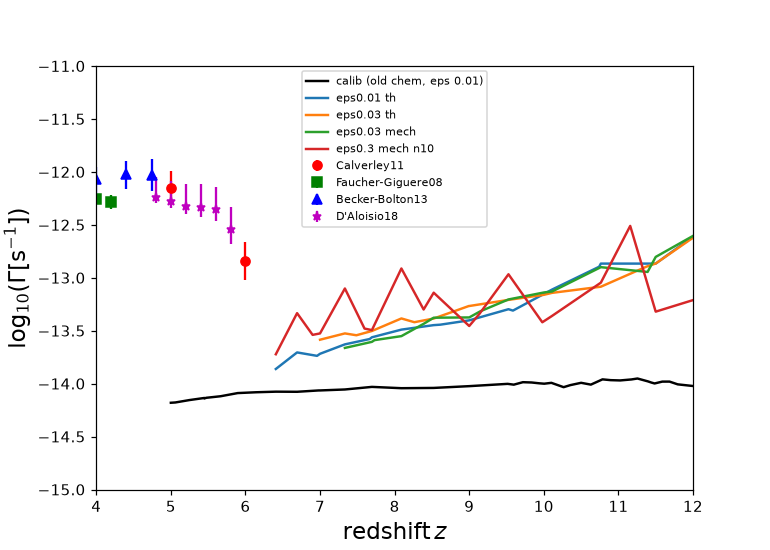 −11.0
−11.5
−12.0
−12.5
−13.0
−13.5
−14.0
−14.5
−15.0
log₁₀(Γ[s⁻¹])
calib (old chem, eps 0.01)
eps0.01 th
eps0.03 th
eps0.03 mech
eps0.3 mech n10
Calverley11
Faucher-Giguere08
Becker-Bolton13
D'Aloisio18
4 5 6 7 8 9 10 11 12
redshift z